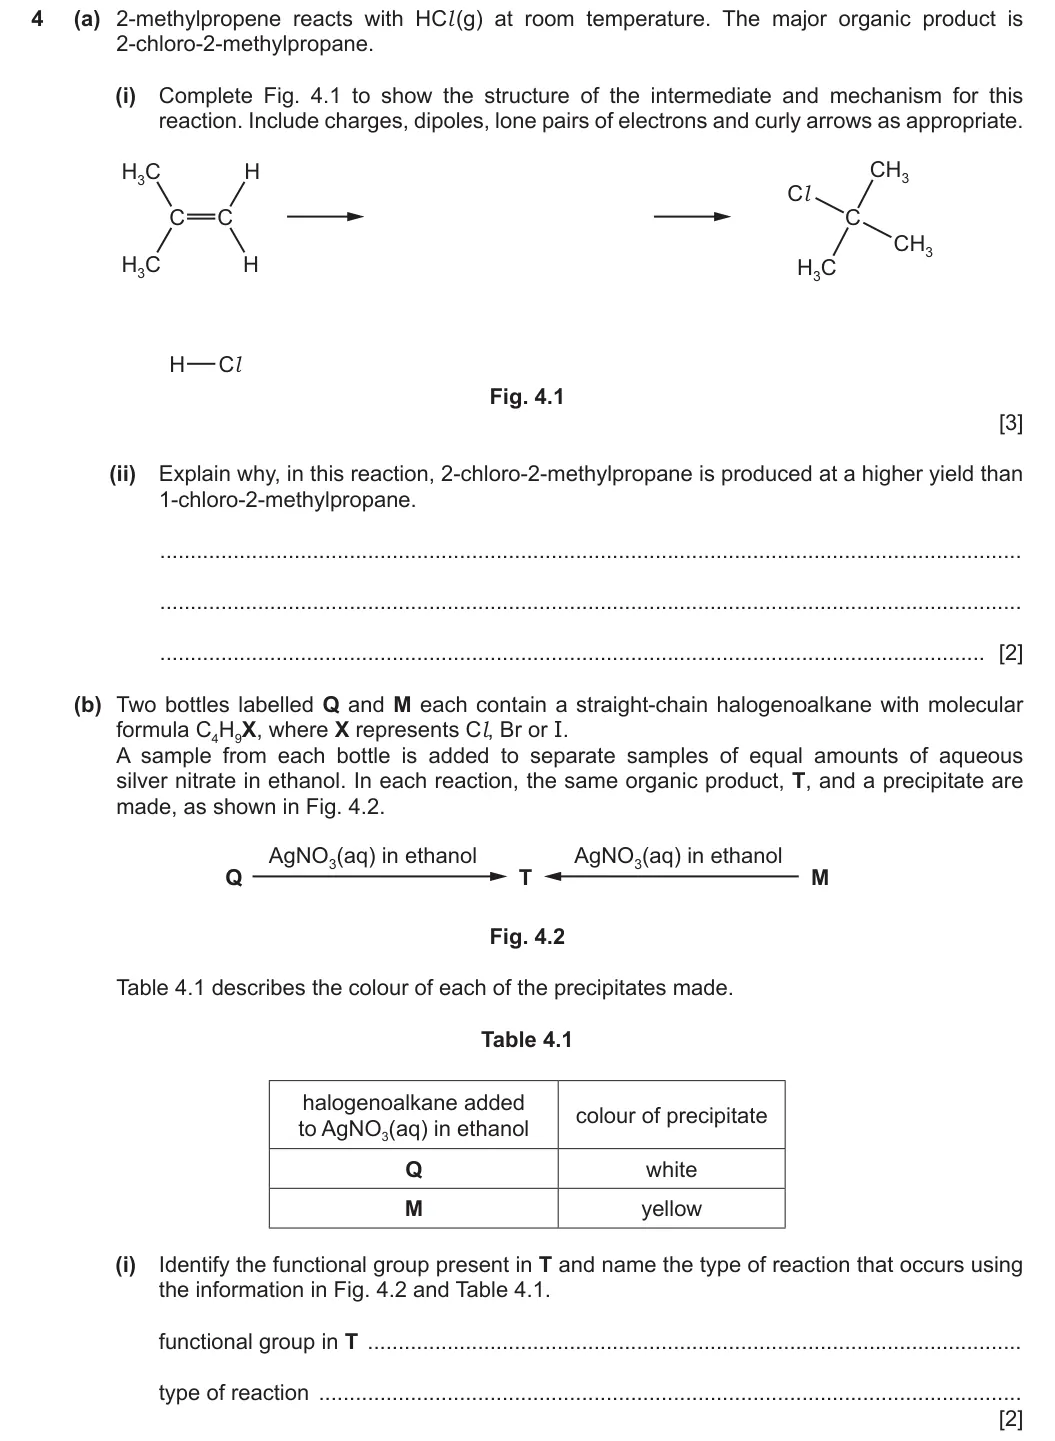 4 (a) 2-methylpropene reacts with HCl(g) at room temperature. The major organic product is
2-chloro-2-methylpropane.
(i) Complete Fig. 4.1 to show the structure of the intermediate and mechanism for this
reaction. Include charges, dipoles, lone pairs of electrons and curly arrows as appropriate.
H₃C H CH₃
Cl
C=C C
CH₃
H₃C H H₃C
H—Cl
Fig. 4.1
[3]
(ii) Explain why, in this reaction, 2-chloro-2-methylpropane is produced at a higher yield than
1-chloro-2-methylpropane.
[2]
(b) Two bottles labelled Q and M each contain a straight-chain halogenoalkane with molecular
formula C₄H₉X, where X represents Cl, Br or I.
A sample from each bottle is added to separate samples of equal amounts of aqueous
silver nitrate in ethanol. In each reaction, the same organic product, T, and a precipitate are
made, as shown in Fig. 4.2.
AgNO₃(aq) in ethanol AgNO₃(aq) in ethanol
Q T M
Fig. 4.2
Table 4.1 describes the colour of each of the precipitates made.
Table 4.1
halogenoalkane added
to AgNO₃(aq) in ethanol colour of precipitate
Q white
M yellow
(i) Identify the functional group present in T and name the type of reaction that occurs using
the information in Fig. 4.2 and Table 4.1.
functional group in T
type of reaction
[2]